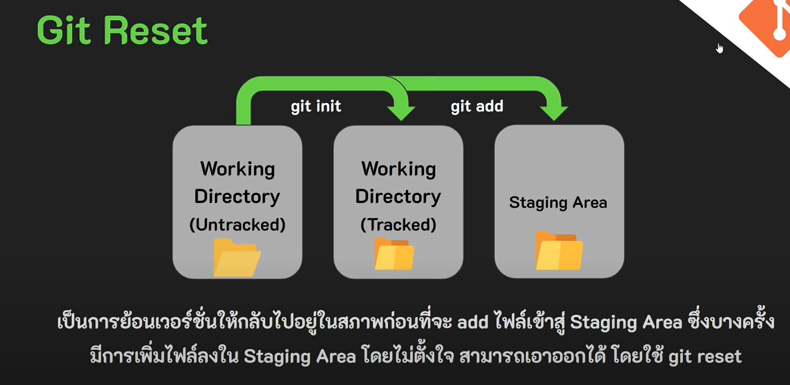 Git Reset
git init
git add
Working
Directory
(Untracked)
Working
Directory
(Tracked)
Staging Area
เป็นการย้อนเวอร์ชั่นให้กลับไปอยู่ในสภาพก่อนที่จะ add ไฟล์เข้าสู่ Staging Area ซึ่งบางครั้ง
มีการเพิ่มไฟล์ลงใน Staging Area โดยไม่ตั้งใจ สามารถเอาออกได้ โดยใช้ git reset